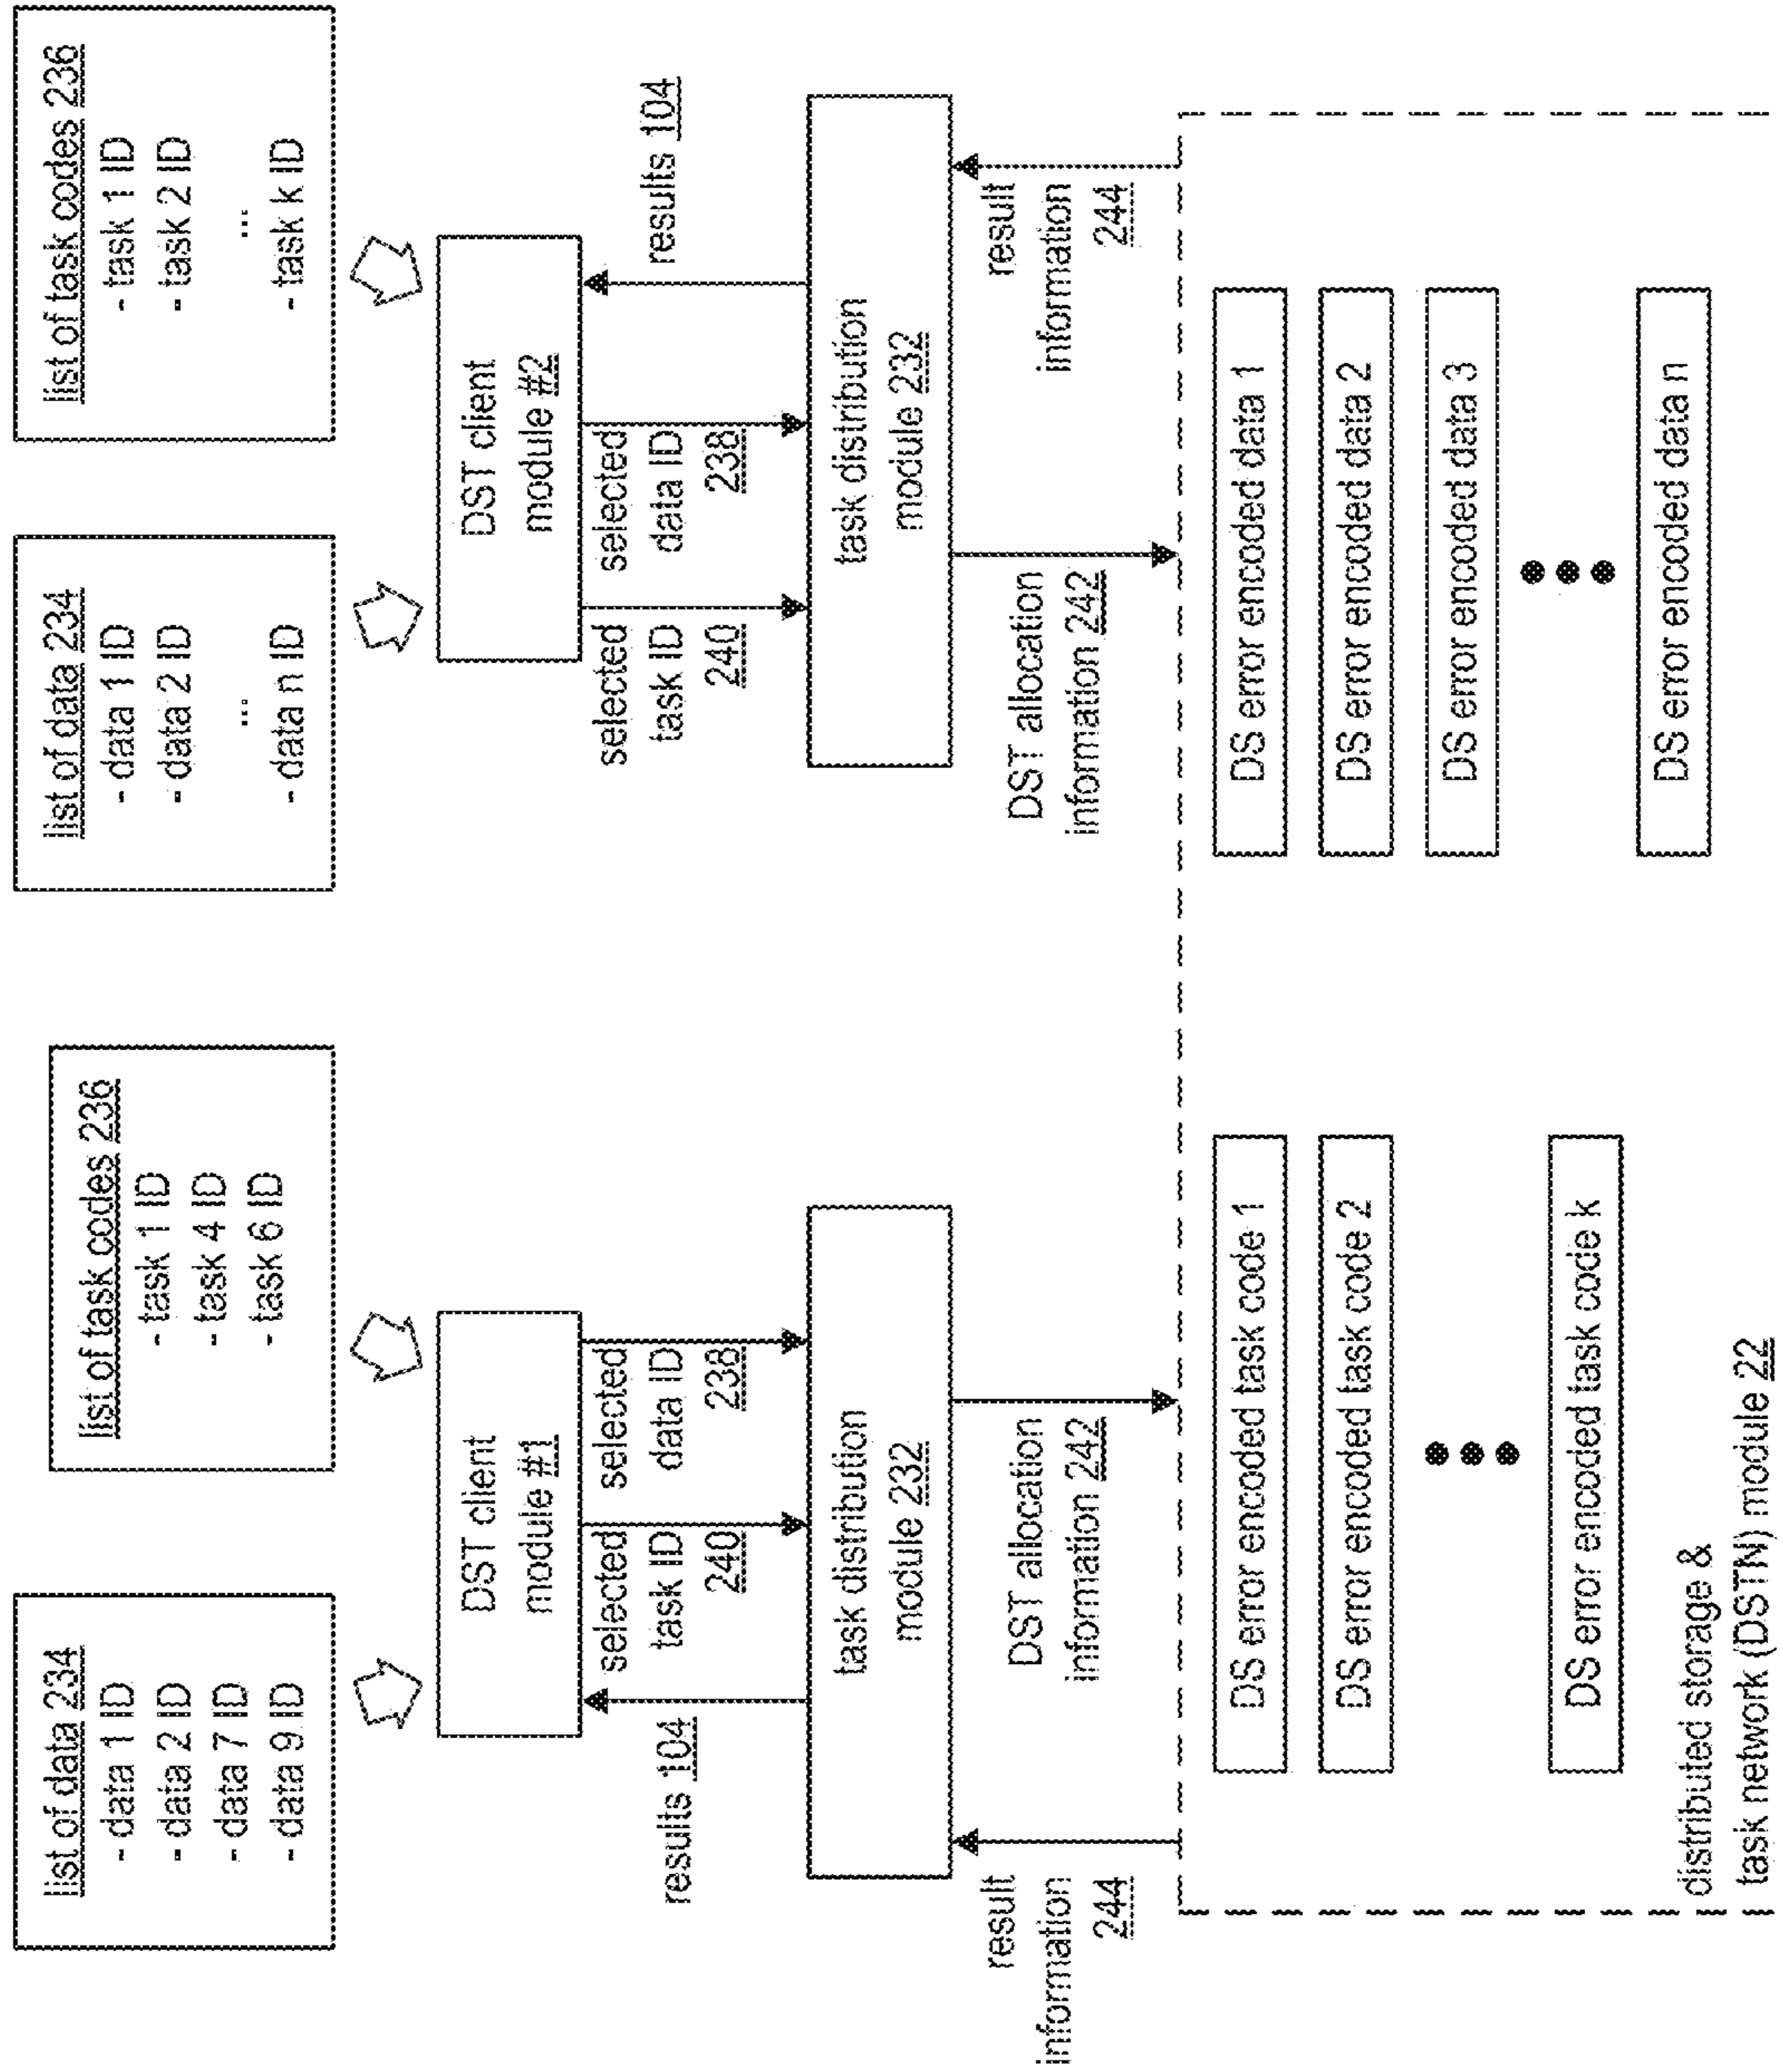 list of data 234
- data 1 ID
- data 2 ID
- data 7 ID
- data 9 ID
list of task codes 236
- task 1 ID
- task 4 ID
- task 6 ID
list of data 234
- data 1 ID
- data 2 ID
...
- data n ID
list of task codes 236
- task 1 ID
- task 2 ID
...
- task k ID
DST client
module #1
DST client
module #2
results 104
selected
task ID
240
selected
data ID
238
selected
task ID
240
selected
data ID
238
results 104
task distribution
module 232
task distribution
module 232
result
information
244
DST allocation
information 242
DST allocation
information 242
result
information
244
DS error encoded task code 1
DS error encoded task code 2
DS error encoded task code k
DS error encoded data 1
DS error encoded data 2
DS error encoded data 3
DS error encoded data n
distributed storage &
task network (DSTN) module 22